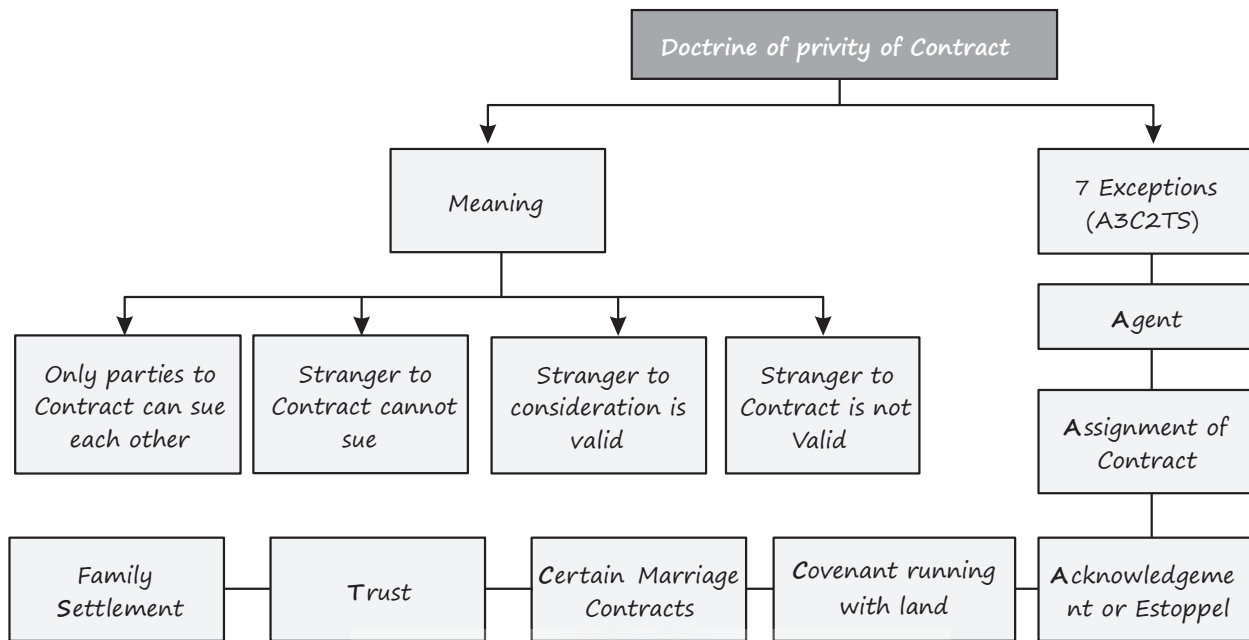 Doctrine of privity of Contract
Meaning
7 Exceptions
(A3C2TS)
Agent
Only parties to
Contract can sue
each other
Stranger to
Contract cannot
sue
Stranger to
consideration is
valid
Stranger to
Contract is not
Valid
Assignment of
Contract
Family
Settlement
Trust
Certain Marriage
Contracts
Covenant running
with land
Acknowledgeme
nt or Estoppel